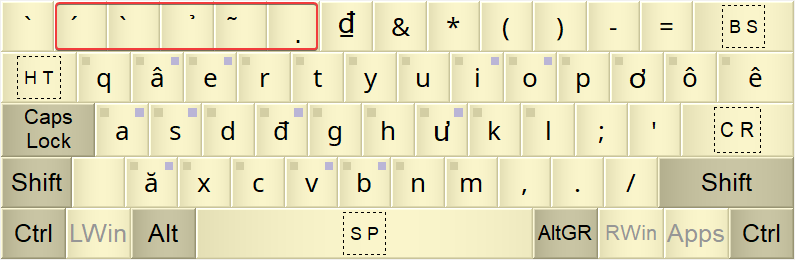 ` ´ ` ̉ ~ . ₫ & * ( ) - = BS
HT q â e r t y u i o p ơ ô ê
Caps Lock a s d đ g h ư k l ; ' CR
Shift ă x c v b n m , . / Shift
Ctrl LWin Alt SP AltGR RWin Apps Ctrl